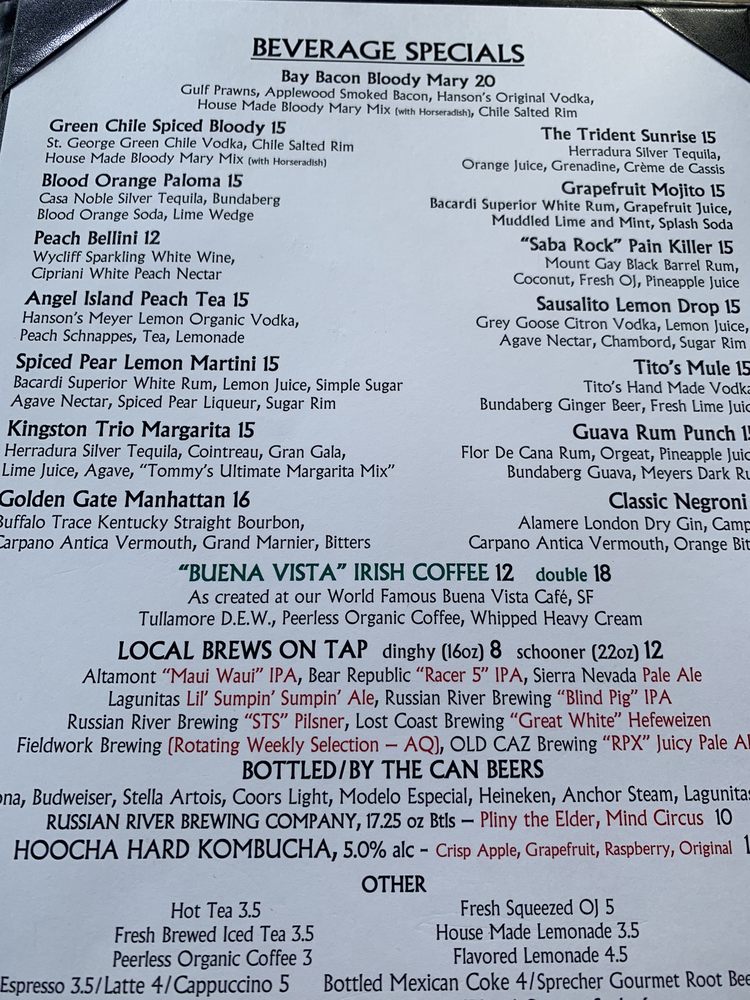 BEVERAGE SPECIALS
Bay Bacon Bloody Mary 20
Gulf Prawns, Applewood Smoked Bacon, Hanson's Original Vodka,
House Made Bloody Mary Mix (with Horseradish), Chile Salted Rim
Green Chile Spiced Bloody 15
St. George Green Chile Vodka, Chile Salted Rim
House Made Bloody Mary Mix (with Horseradish)
Blood Orange Paloma 15
Casa Noble Silver Tequila, Bundaberg
Blood Orange Soda, Lime Wedge
Peach Bellini 12
Wycliff Sparkling White Wine,
Cipriani White Peach Nectar
Angel Island Peach Tea 15
Hanson's Meyer Lemon Organic Vodka,
Peach Schnappes, Tea, Lemonade
Spiced Pear Lemon Martini 15
Bacardi Superior White Rum, Lemon Juice, Simple Sugar
Agave Nectar, Spiced Pear Liqueur, Sugar Rim
Kingston Trio Margarita 15
Herradura Silver Tequila, Cointreau, Gran Gala,
Lime Juice, Agave, "Tommy's Ultimate Margarita Mix"
Golden Gate Manhattan 16
Buffalo Trace Kentucky Straight Bourbon,
Carpano Antica Vermouth, Grand Marnier, Bitters
The Trident Sunrise 15
Herradura Silver Tequila,
Orange Juice, Grenadine, Crème de Cassis
Grapefruit Mojito 15
Bacardi Superior White Rum, Grapefruit Juice,
Muddled Lime and Mint, Splash Soda
"Saba Rock" Pain Killer 15
Mount Gay Black Barrel Rum,
Coconut, Fresh OJ, Pineapple Juice
Sausalito Lemon Drop 15
Grey Goose Citron Vodka, Lemon Juice,
Agave Nectar, Chambord, Sugar Rim
Tito's Mule 15
Tito's Hand Made Vodka
Bundaberg Ginger Beer, Fresh Lime Juic
Guava Rum Punch 1
Flor De Cana Rum, Orgeat, Pineapple Juic
Bundaberg Guava, Meyers Dark Ru
Classic Negroni
Alamere London Dry Gin, Camp
Carpano Antica Vermouth, Orange Bit
"BUENA VISTA" IRISH COFFEE 12 double 18
As created at our World Famous Buena Vista Café, SF
Tullamore D.E.W., Peerless Organic Coffee, Whipped Heavy Cream
LOCAL BREWS ON TAP dinghy (16oz) 8 schooner (22oz) 12
Altamont "Maui Waui" IPA, Bear Republic "Racer 5" IPA, Sierra Nevada Pale Ale
Lagunitas Lil' Sumpin' Sumpin' Ale, Russian River Brewing "Blind Pig" IPA
Russian River Brewing "STS" Pilsner, Lost Coast Brewing "Great White" Hefeweizen
Fieldwork Brewing (Rotating Weekly Selection – AQ), OLD CAZ Brewing "RPX" Juicy Pale Al
BOTTLED/BY THE CAN BEERS
ona, Budweiser, Stella Artois, Coors Light, Modelo Especial, Heineken, Anchor Steam, Lagunitas
RUSSIAN RIVER BREWING COMPANY, 17.25 oz Btls – Pliny the Elder, Mind Circus 10
HOOCHA HARD KOMBUCHA, 5.0% alc - Crisp Apple, Grapefruit, Raspberry, Original 1
OTHER
Hot Tea 3.5
Fresh Brewed Iced Tea 3.5
Peerless Organic Coffee 3
Espresso 3.5/Latte 4/Cappuccino 5
Fresh Squeezed OJ 5
House Made Lemonade 3.5
Flavored Lemonade 4.5
Bottled Mexican Coke 4/Sprecher Gourmet Root Bee